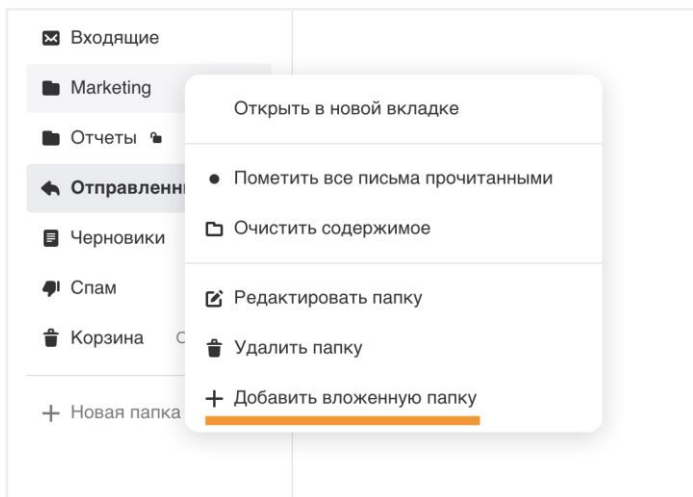 Входящие
Marketing
Открыть в новой вкладке
Отчеты
Отправленн
Пометить все письма прочитанными
Черновики
Очистить содержимое
Спам
Редактировать папку
Корзина
Удалить папку
Добавить вложенную папку
Новая папка